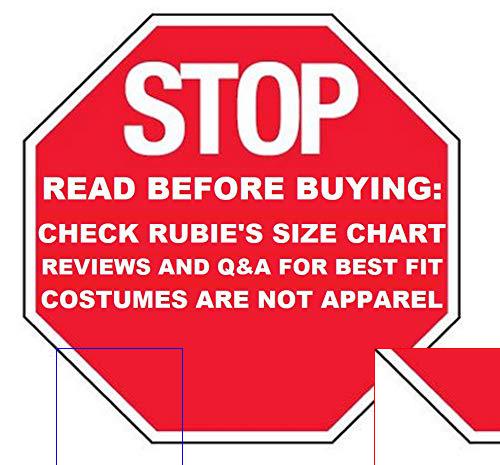 STOP
READ BEFORE BUYING:
CHECK RUBIE'S SIZE CHART
REVIEWS AND Q&A FOR BEST FIT
COSTUMES ARE NOT APPAREL